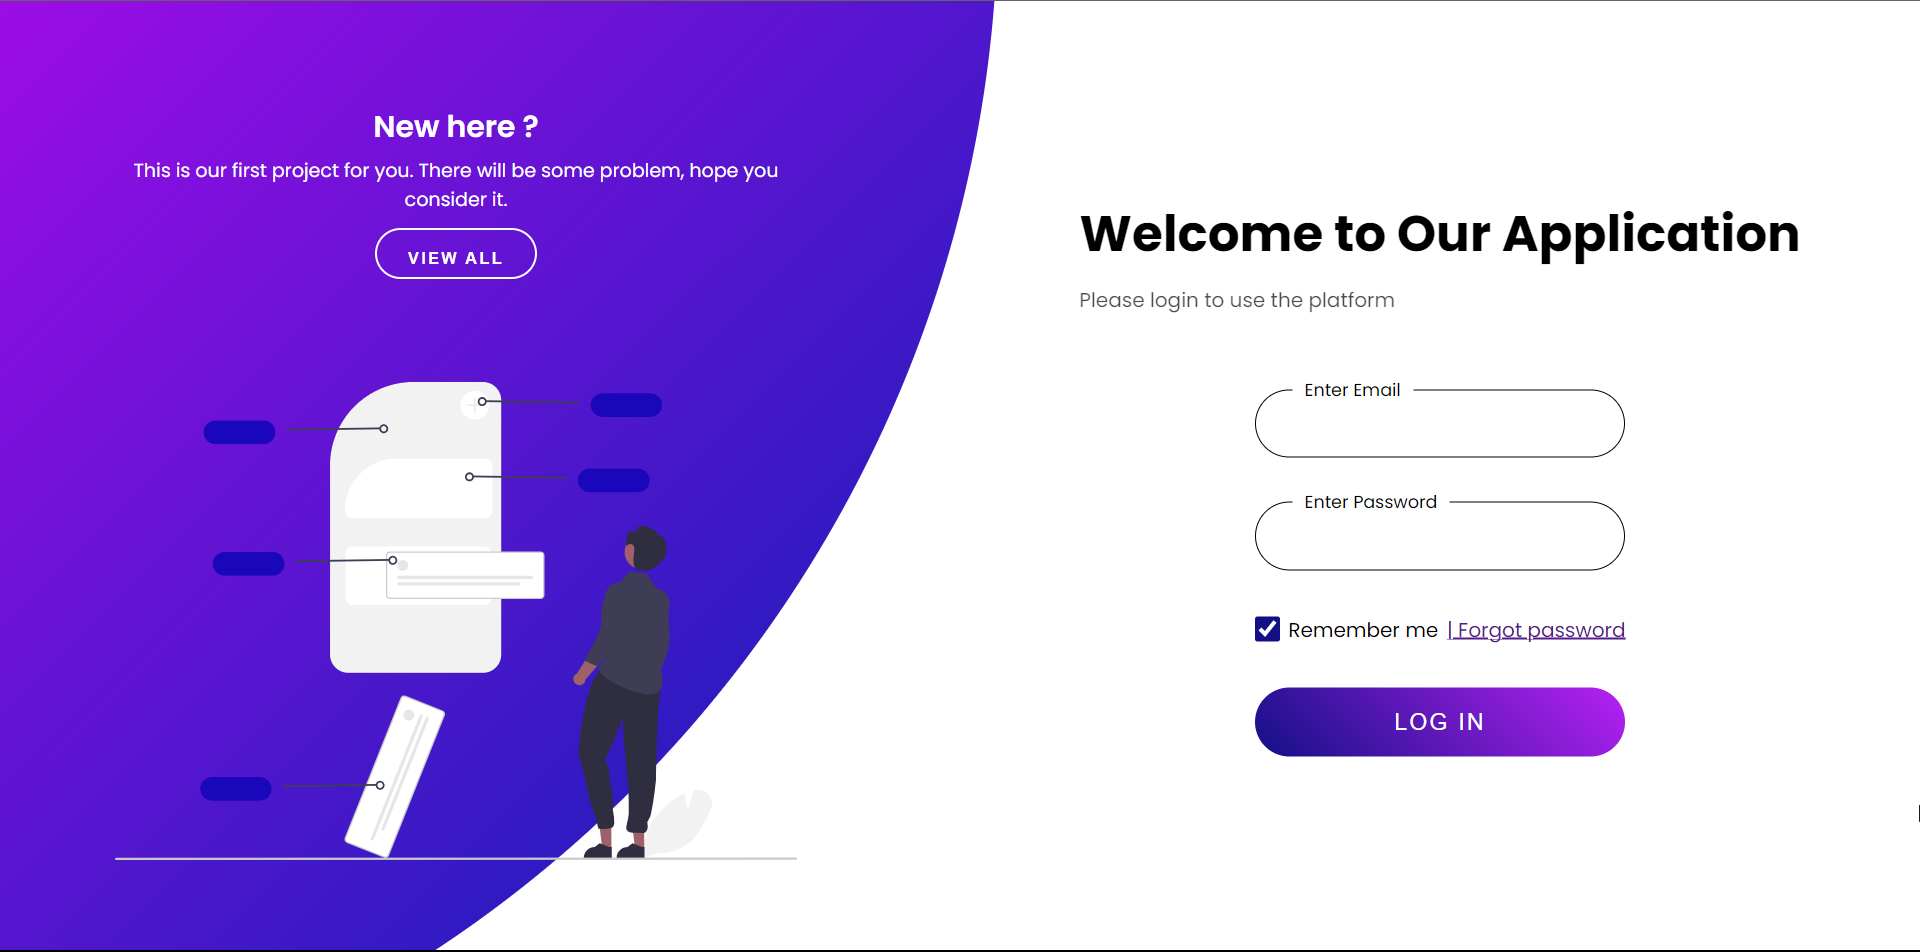 New here ?
This is our first project for you. There will be some problem, hope you
consider it.
VIEW ALL
Welcome to Our Application
Please login to use the platform
Enter Email
Enter Password
Remember me | Forgot password
LOG IN